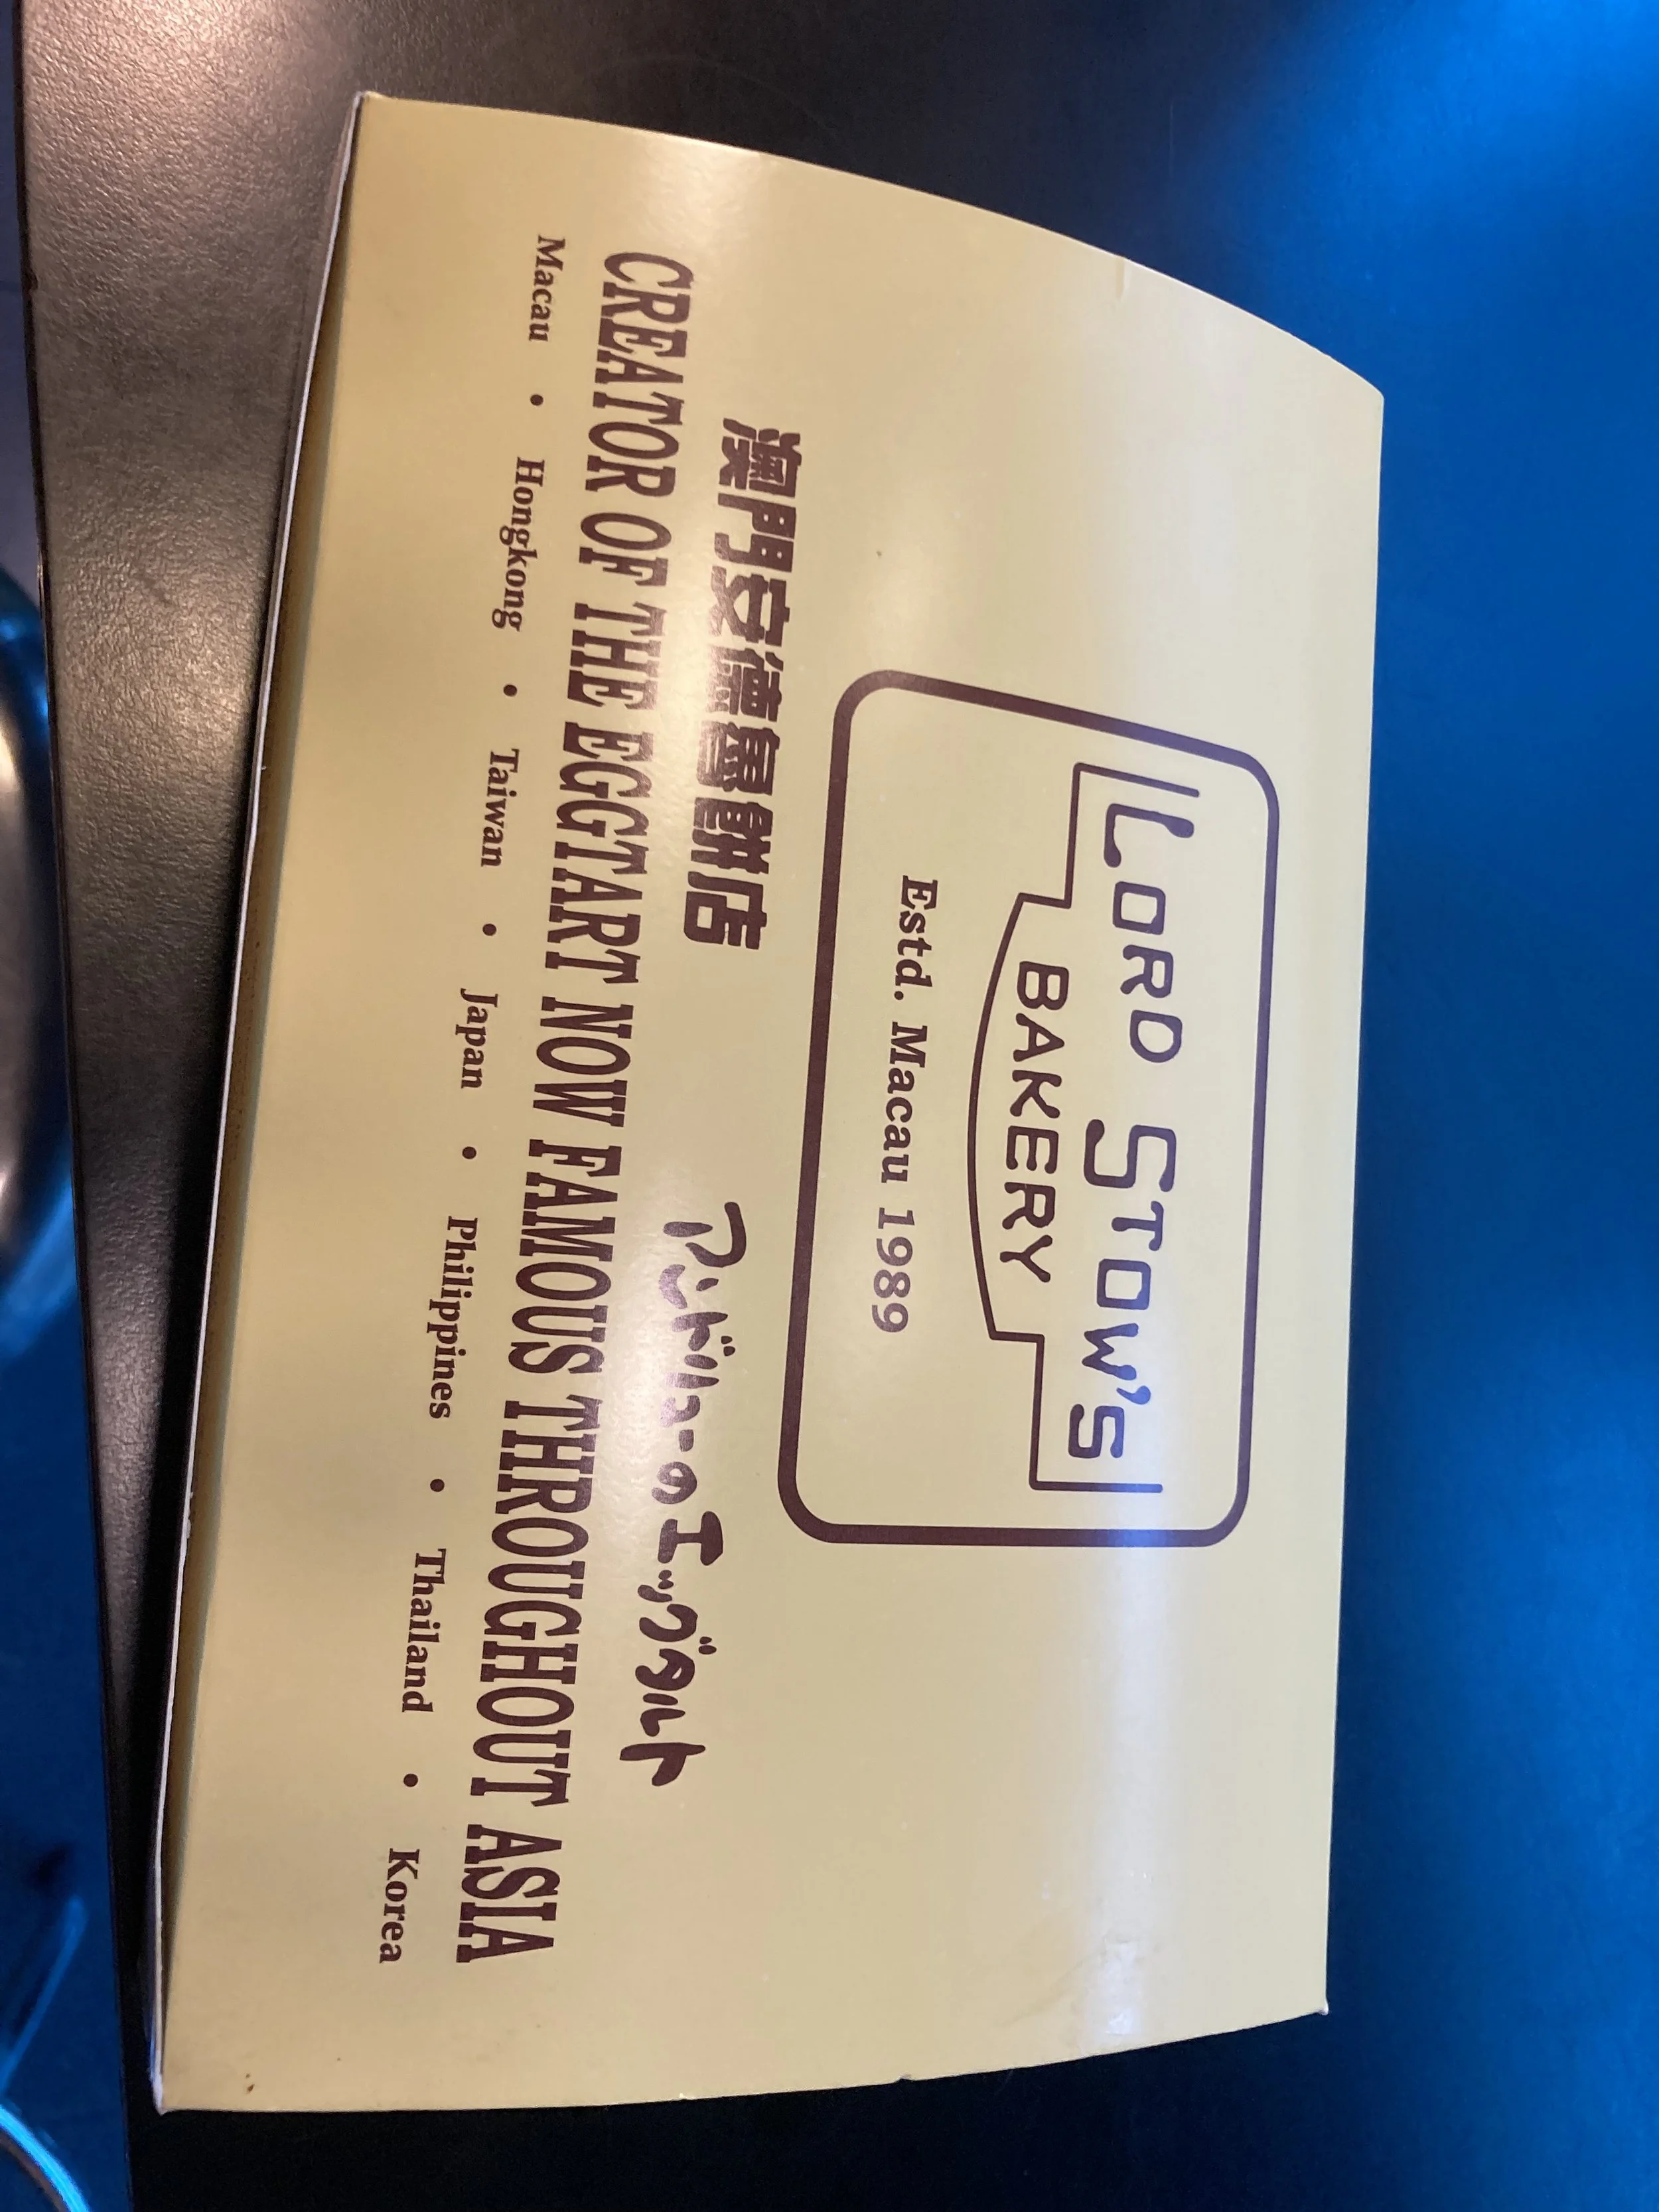 LORD STOW'S
BAKERY
Estd. Macau 1989
澳門安德魯餅店 アンドリューのエッグタルト
CREATOR OF THE EGGTART NOW FAMOUS THROUGHOUT ASIA
Macau • Hongkong • Taiwan • Japan • Philippines • Thailand • Korea